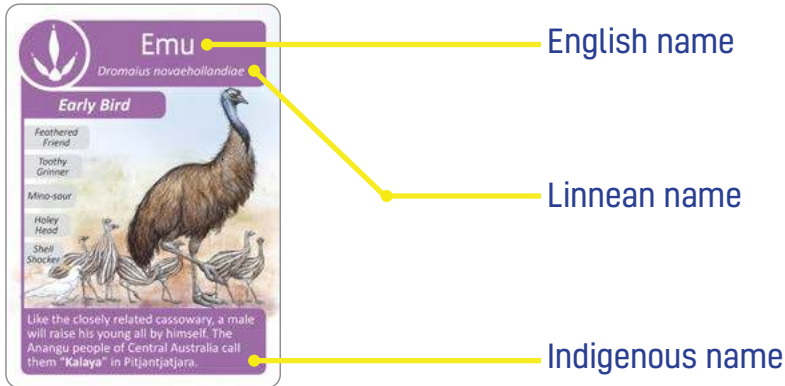 Emu
Dromaius novaehollandiae
Early Bird
Feathered
Friend
Toothy
Grinner
Mino-saur
Holey
Head
Shell
Shocker
Like the closely related cassowary, a male
will raise his young all by himself. The
Anangu people of Central Australia call
them “Kalaya” in Pitjantjatjara.
English name
Linnean name
Indigenous name